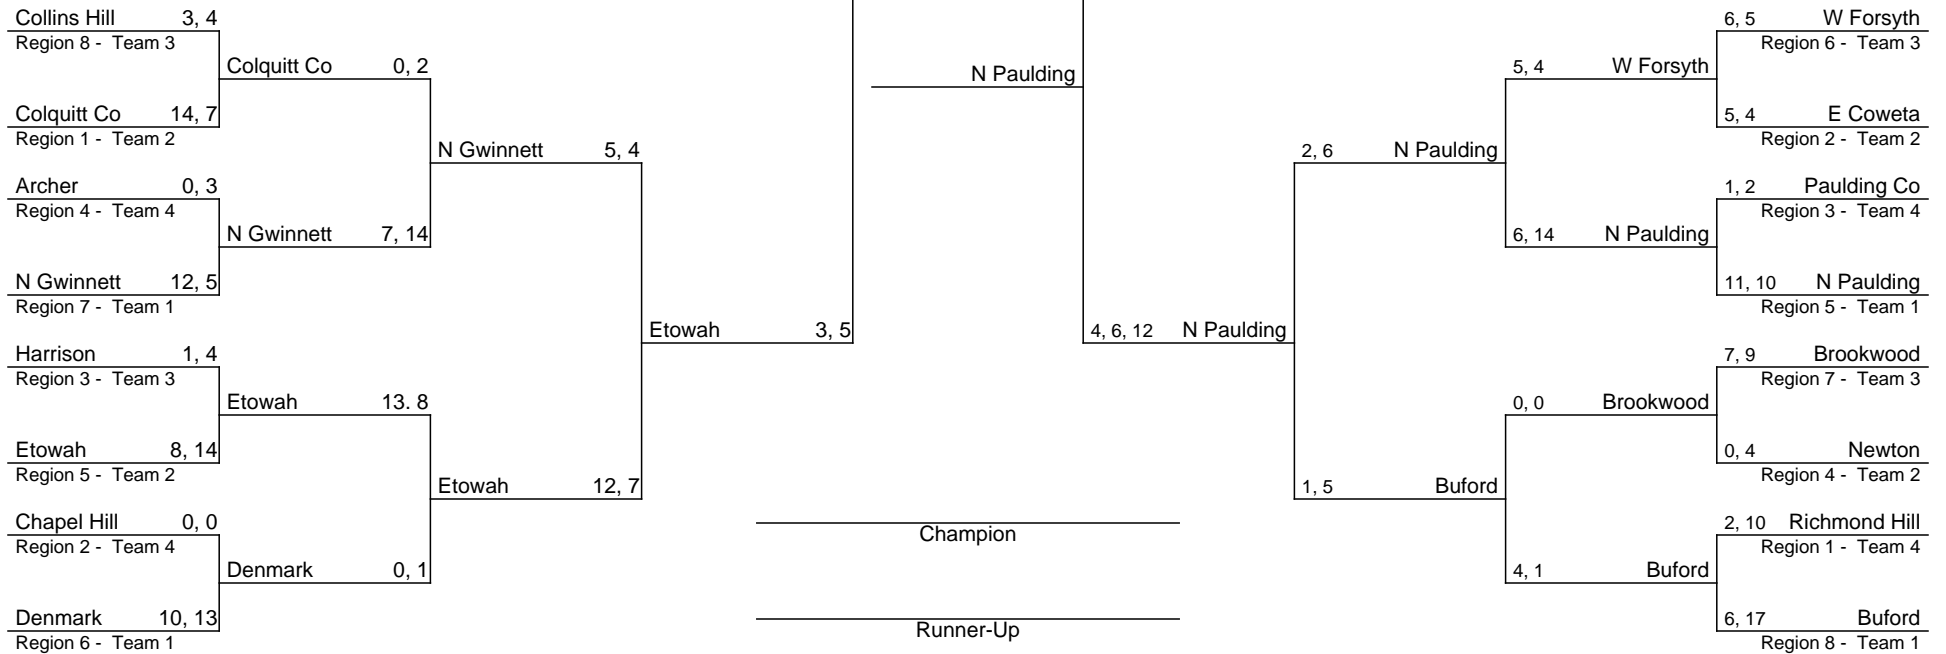 Collins Hill 3, 4
Region 8 - Team 3
Colquitt Co 0, 2
Colquitt Co 14, 7
Region 1 - Team 2
N Gwinnett 5, 4
Archer 0, 3
Region 4 - Team 4
N Gwinnett 7, 14
N Gwinnett 12, 5
Region 7 - Team 1
Etowah 3, 5
Harrison 1, 4
Region 3 - Team 3
Etowah 13. 8
Etowah 8, 14
Region 5 - Team 2
Etowah 12, 7
Chapel Hill 0, 0
Region 2 - Team 4
Denmark 0, 1
Denmark 10, 13
Region 6 - Team 1
N Paulding
Champion
Runner-Up
6, 5 W Forsyth
Region 6 - Team 3
5, 4 W Forsyth
5, 4 E Coweta
Region 2 - Team 2
2, 6 N Paulding
1, 2 Paulding Co
Region 3 - Team 4
6, 14 N Paulding
11, 10 N Paulding
Region 5 - Team 1
4, 6, 12 N Paulding
7, 9 Brookwood
Region 7 - Team 3
0, 0 Brookwood
0, 4 Newton
Region 4 - Team 2
1, 5 Buford
2, 10 Richmond Hill
Region 1 - Team 4
4, 1 Buford
6, 17 Buford
Region 8 - Team 1